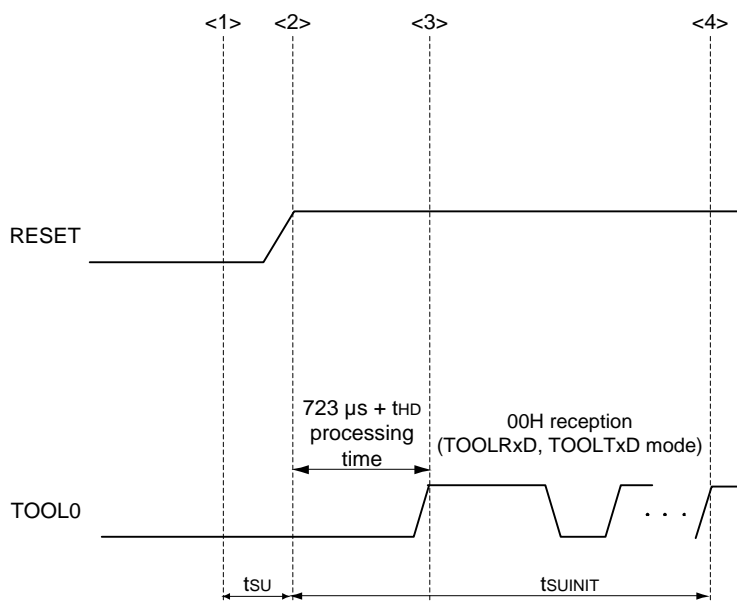 <1> <2> <3> <4>
RESET
723 µs + tHD
processing
time
00H reception
(TOOLRxD, TOOLTxD mode)
TOOL0
. . .
tSU
tSUINIT